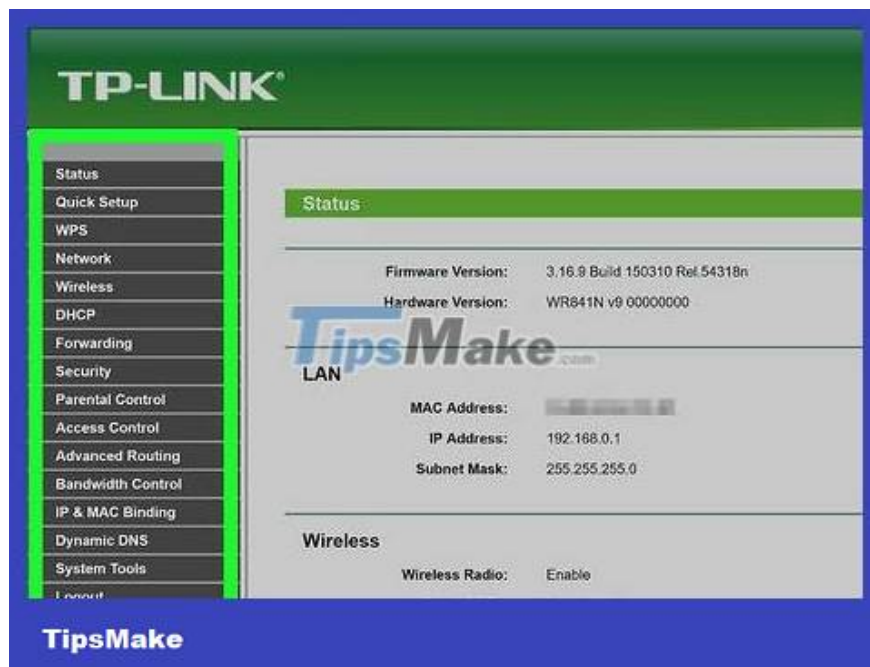 TP-LINK®
Status
Quick Setup
WPS
Network
Wireless
DHCP
Forwarding
Security
Parental Control
Access Control
Advanced Routing
Bandwidth Control
IP & MAC Binding
Dynamic DNS
System Tools
Logout
Status
Firmware Version: 3.16.9 Build 150310 Rel.54318n
Hardware Version: WR841N v9 00000000
TipsMake.com
LAN
MAC Address:
IP Address: 192.168.0.1
Subnet Mask: 255.255.255.0
Wireless
Wireless Radio: Enable
TipsMake